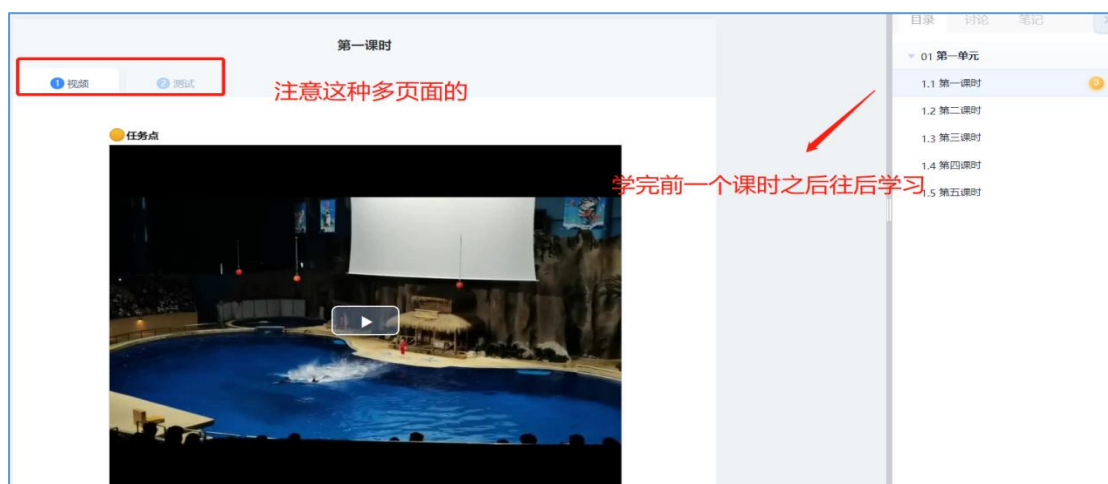 目录 讨论 笔记
第一课时
01 第一单元
1 视频 2 测试
注意这种多页面的
1.1 第一课时 3
1.2 第二课时
任务点
1.3 第三课时
1.4 第四课时
学完前一个课时之后往后学习
1.5 第五课时